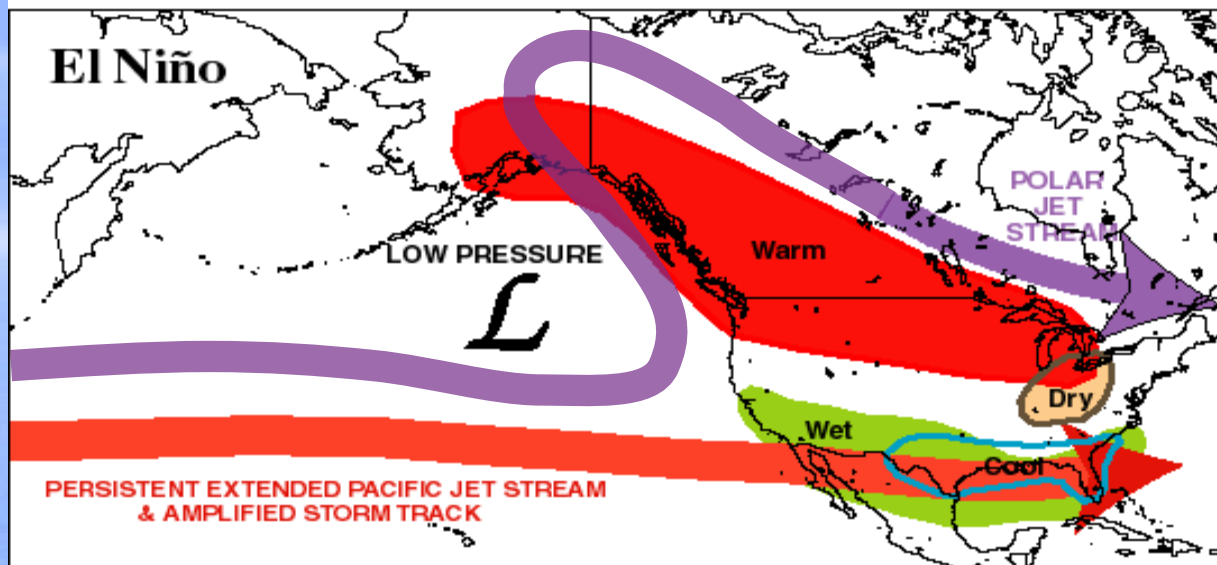 El Niño
POLAR
JET
STREAM
LOW PRESSURE
L
Warm
Dry
Wet
Cool
PERSISTENT EXTENDED PACIFIC JET STREAM
& AMPLIFIED STORM TRACK